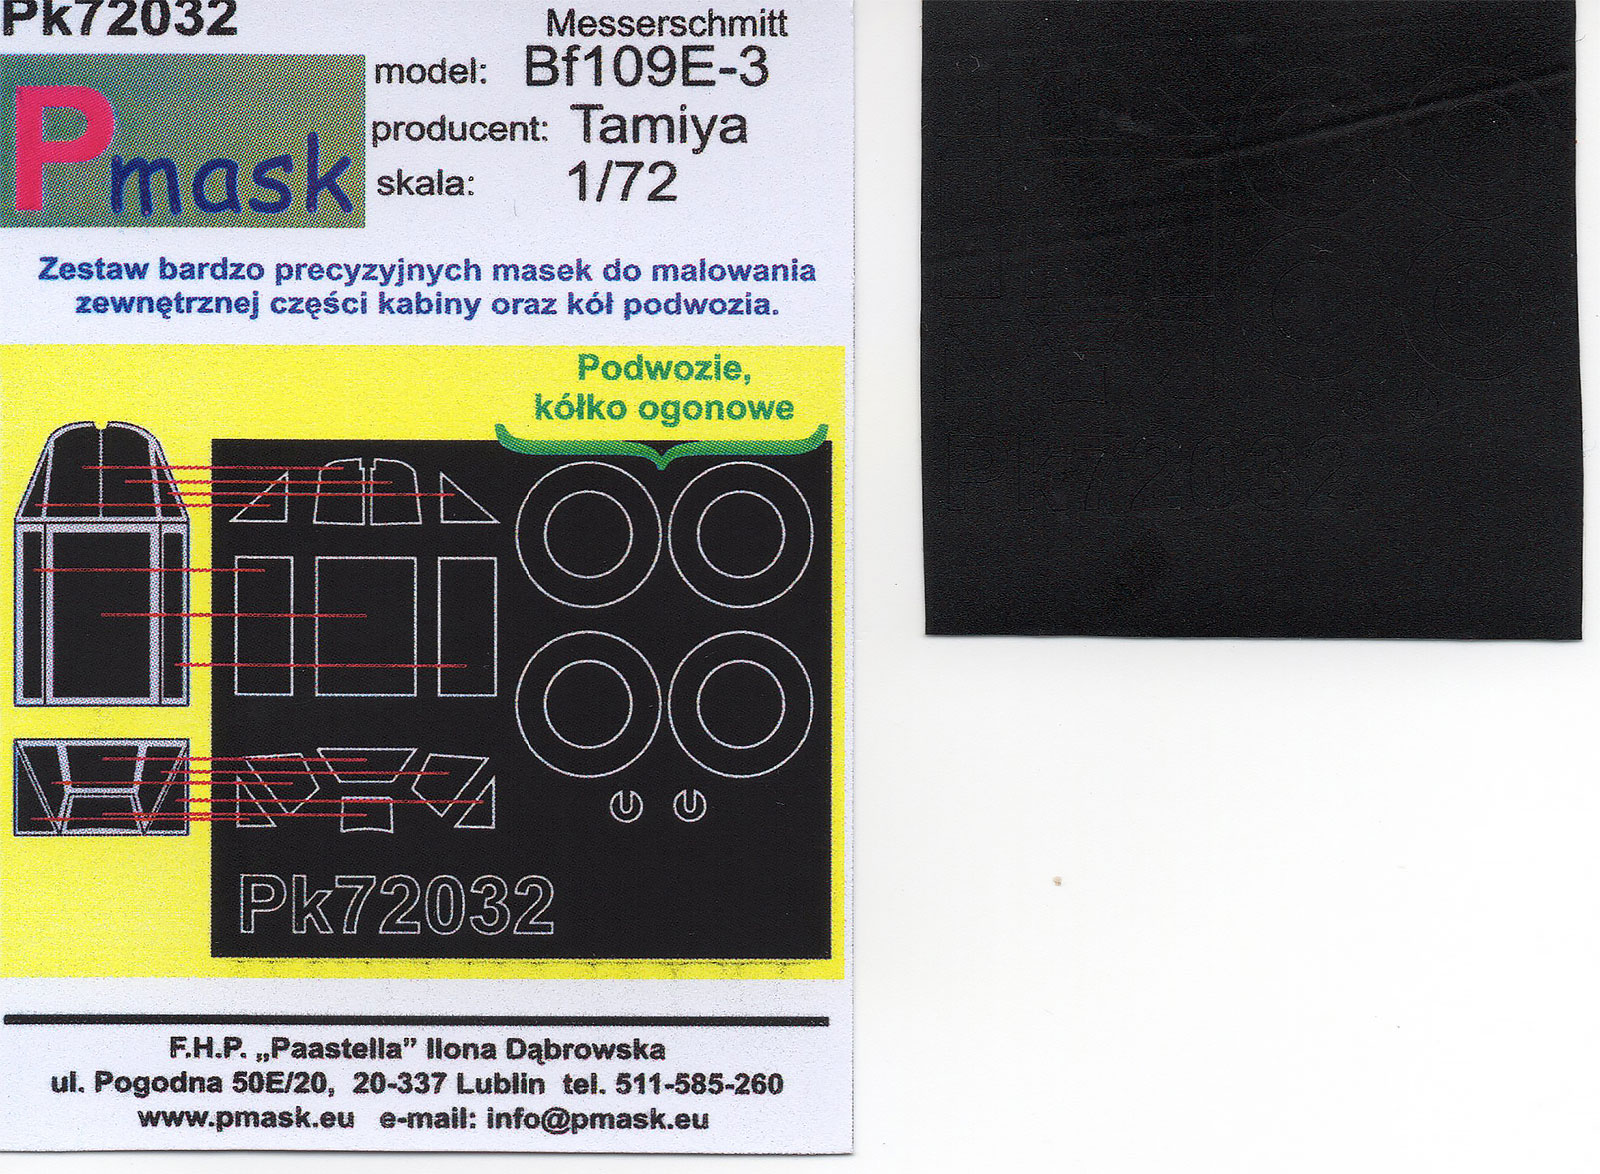 Pk72032
Messerschmitt
model: Bf109E-3
Pmask
producent: Tamiya
skala: 1/72
Zestaw bardzo precyzyjnych masek do malowania
zewnętrznej części kabiny oraz kół podwozia.
Podwozie,
kółko ogonowe
Pk72032
F.H.P. „Paastella” Ilona Dąbrowska
ul. Pogodna 50E/20, 20-337 Lublin tel. 511-585-260
www.pmask.eu e-mail: info@pmask.eu
Pk72032